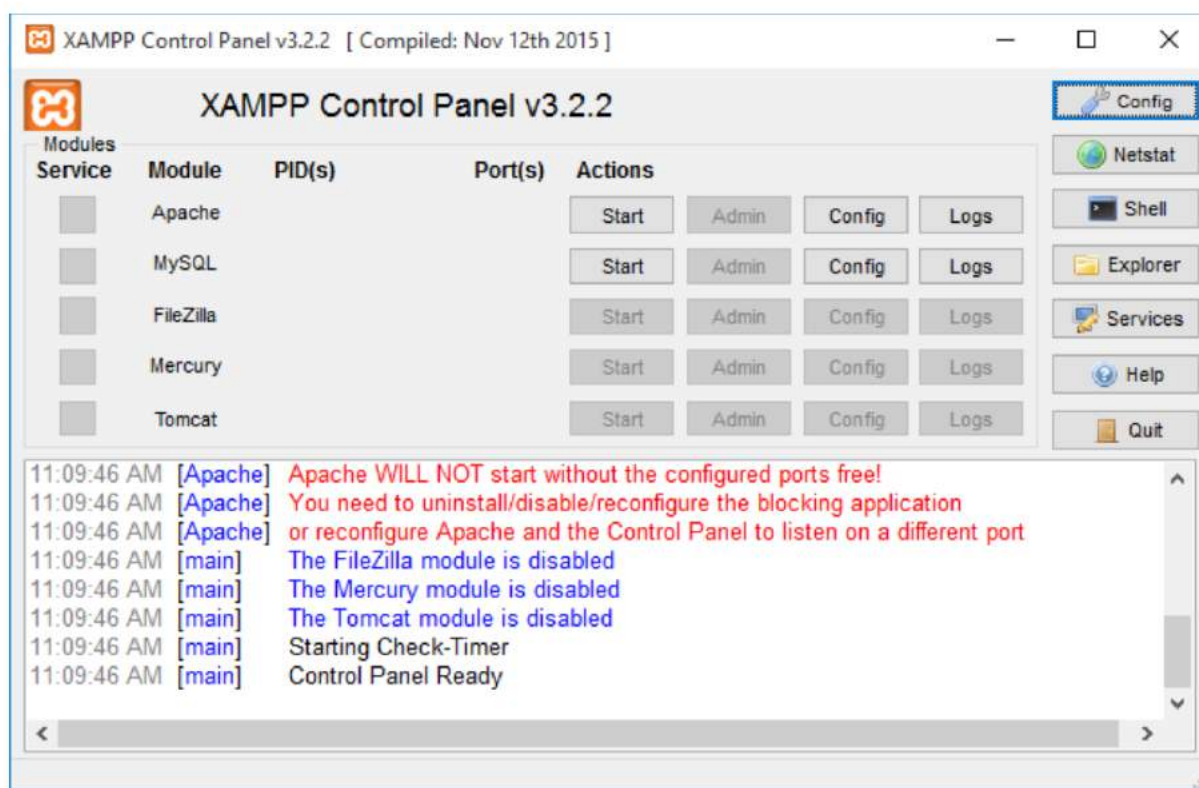 XAMPP Control Panel v3.2.2 [ Compiled: Nov 12th 2015 ]
XAMPP Control Panel v3.2.2
Config
Modules
Service Module PID(s) Port(s) Actions
Netstat
Apache Start Admin Config Logs
Shell
MySQL Start Admin Config Logs
Explorer
FileZilla Start Admin Config Logs
Services
Mercury Start Admin Config Logs
Help
Tomcat Start Admin Config Logs
Quit
11:09:46 AM [Apache] Apache WILL NOT start without the configured ports free!
11:09:46 AM [Apache] You need to uninstall/disable/reconfigure the blocking application
11:09:46 AM [Apache] or reconfigure Apache and the Control Panel to listen on a different port
11:09:46 AM [main] The FileZilla module is disabled
11:09:46 AM [main] The Mercury module is disabled
11:09:46 AM [main] The Tomcat module is disabled
11:09:46 AM [main] Starting Check-Timer
11:09:46 AM [main] Control Panel Ready